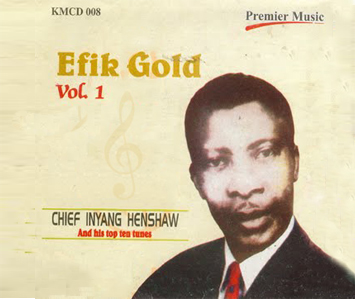 KMCD 008
Premier Music
Efik Gold
Vol. 1
CHIEF INYANG HENSHAW
And his top ten tunes